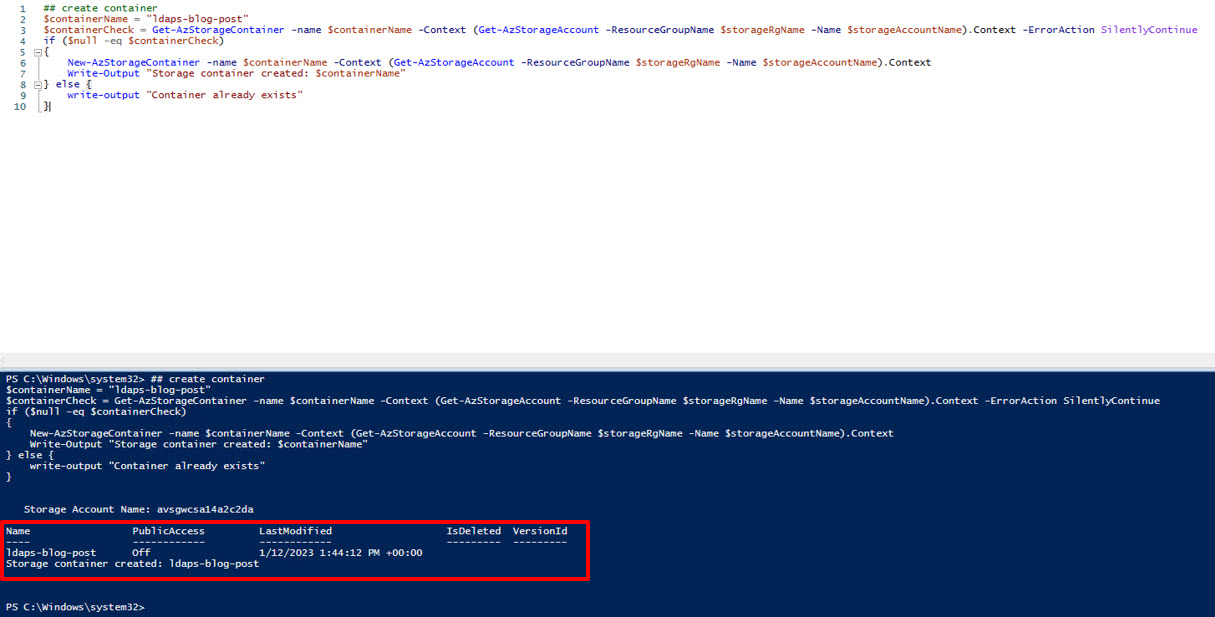 1 ## create container
2 $containerName = "ldaps-blog-post"
3 $containerCheck = Get-AzStorageContainer -name $containerName -Context (Get-AzStorageAccount -ResourceGroupName $storageRgName -Name $storageAccountName).Context -ErrorAction SilentlyContinue
4 if ($null -eq $containerCheck)
5 {
6 New-AzStorageContainer -name $containerName -Context (Get-AzStorageAccount -ResourceGroupName $storageRgName -Name $storageAccountName).Context
7 Write-Output "Storage container created: $containerName"
8 } else {
9 write-output "Container already exists"
10 }
PS C:\Windows\system32> ## create container
$containerName = "ldaps-blog-post"
$containerCheck = Get-AzStorageContainer -name $containerName -Context (Get-AzStorageAccount -ResourceGroupName $storageRgName -Name $storageAccountName).Context -ErrorAction SilentlyContinue
if ($null -eq $containerCheck)
{
New-AzStorageContainer -name $containerName -Context (Get-AzStorageAccount -ResourceGroupName $storageRgName -Name $storageAccountName).Context
Write-Output "Storage container created: $containerName"
} else {
write-output "Container already exists"
}
Storage Account Name: avsgwcsa14a2c2da
Name PublicAccess LastModified IsDeleted VersionId
---- ------------ ------------ --------- ---------
ldaps-blog-post Off 1/12/2023 1:44:12 PM +00:00
Storage container created: ldaps-blog-post
PS C:\Windows\system32>